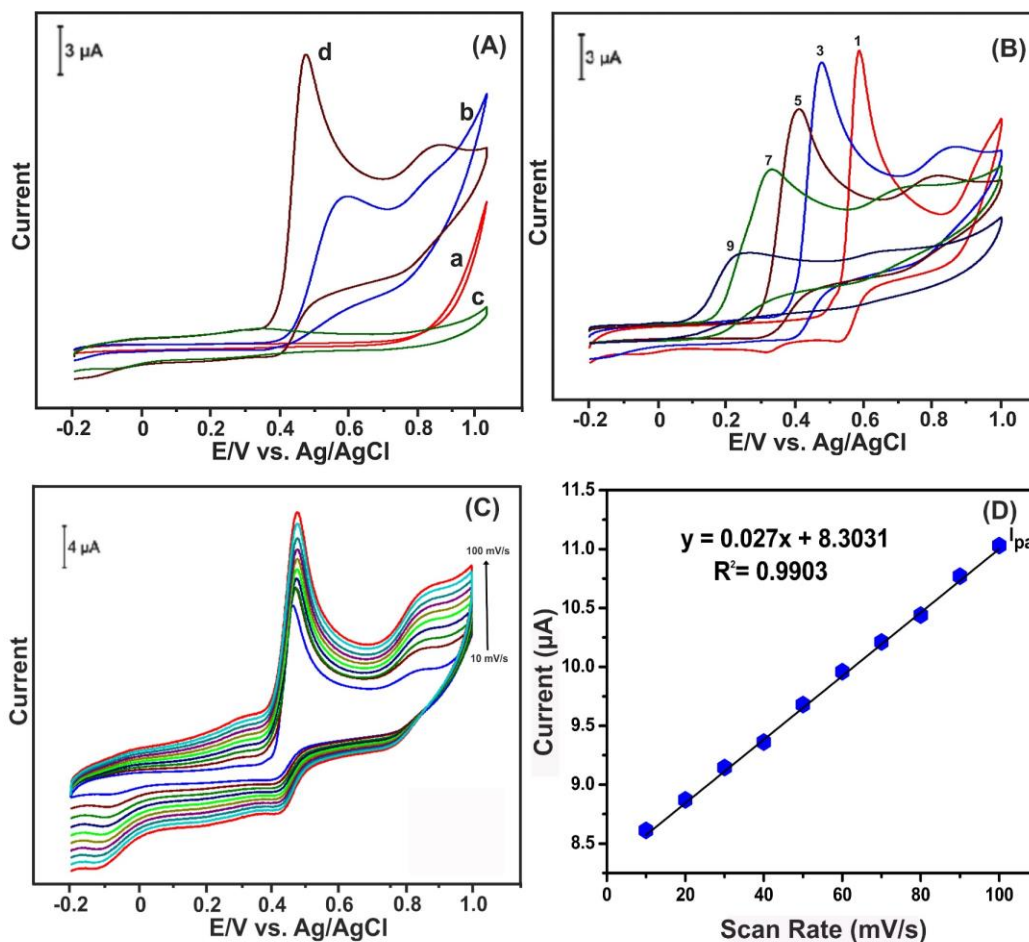 3 µA
(A)
d
b
a
c
Current
-0.2
0
0.2
0.4
0.6
0.8
1.0
E/V vs. Ag/AgCl
3 µA
(B)
1
3
5
7
9
Current
-0.2
0
0.2
0.4
0.6
0.8
1.0
E/V vs. Ag/AgCl
4 µA
(C)
100 mV/s
10 mV/s
Current
-0.2
0
0.2
0.4
0.6
0.8
1.0
E/V vs. Ag/AgCl
11.5
11.0
10.5
10.0
9.5
9.0
8.5
(D)
y = 0.027x + 8.3031
R²= 0.9903
Ipa
Current (µA)
20
40
60
80
100
Scan Rate (mV/s)